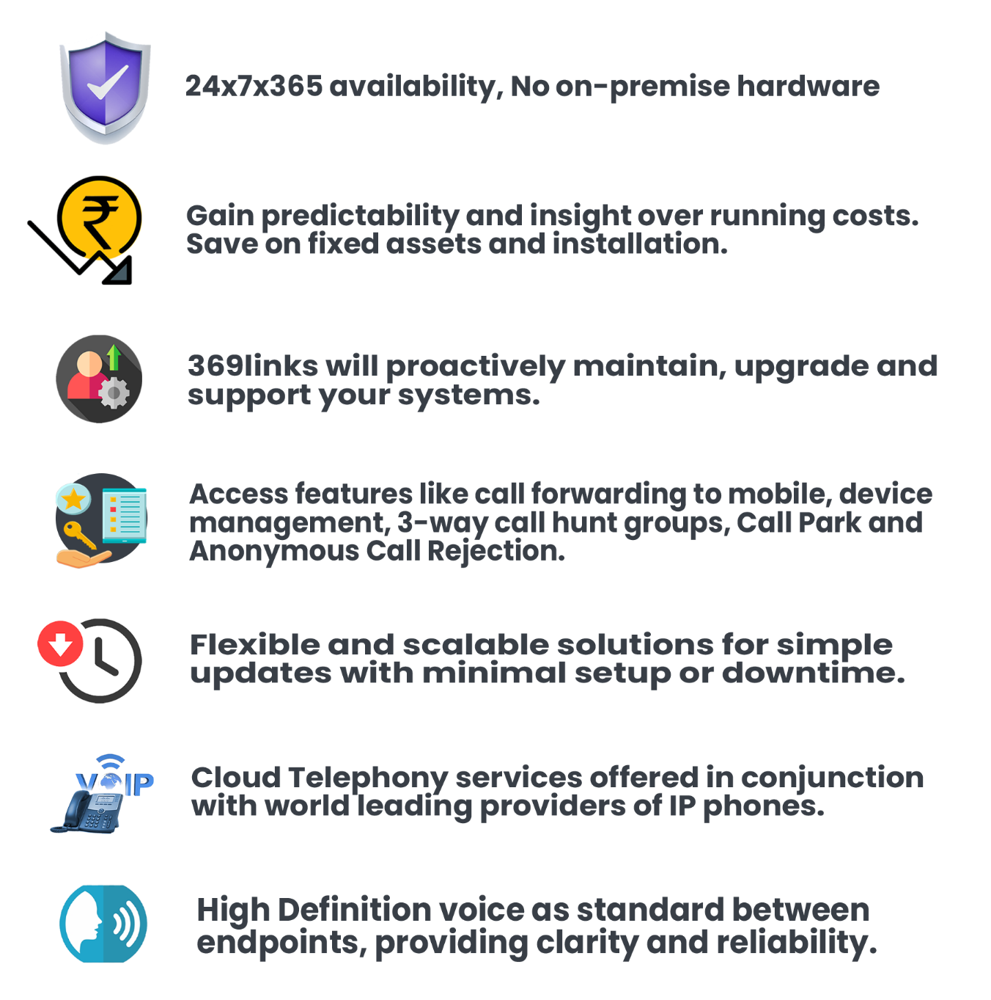 24x7x365 availability, No on-premise hardware
₹
Gain predictability and insight over running costs.
Save on fixed assets and installation.
369links will proactively maintain, upgrade and
support your systems.
Access features like call forwarding to mobile, device
management, 3-way call hunt groups, Call Park and
Anonymous Call Rejection.
Flexible and scalable solutions for simple
updates with minimal setup or downtime.
VOIP
Cloud Telephony services offered in conjunction
with world leading providers of IP phones.
High Definition voice as standard between
endpoints, providing clarity and reliability.